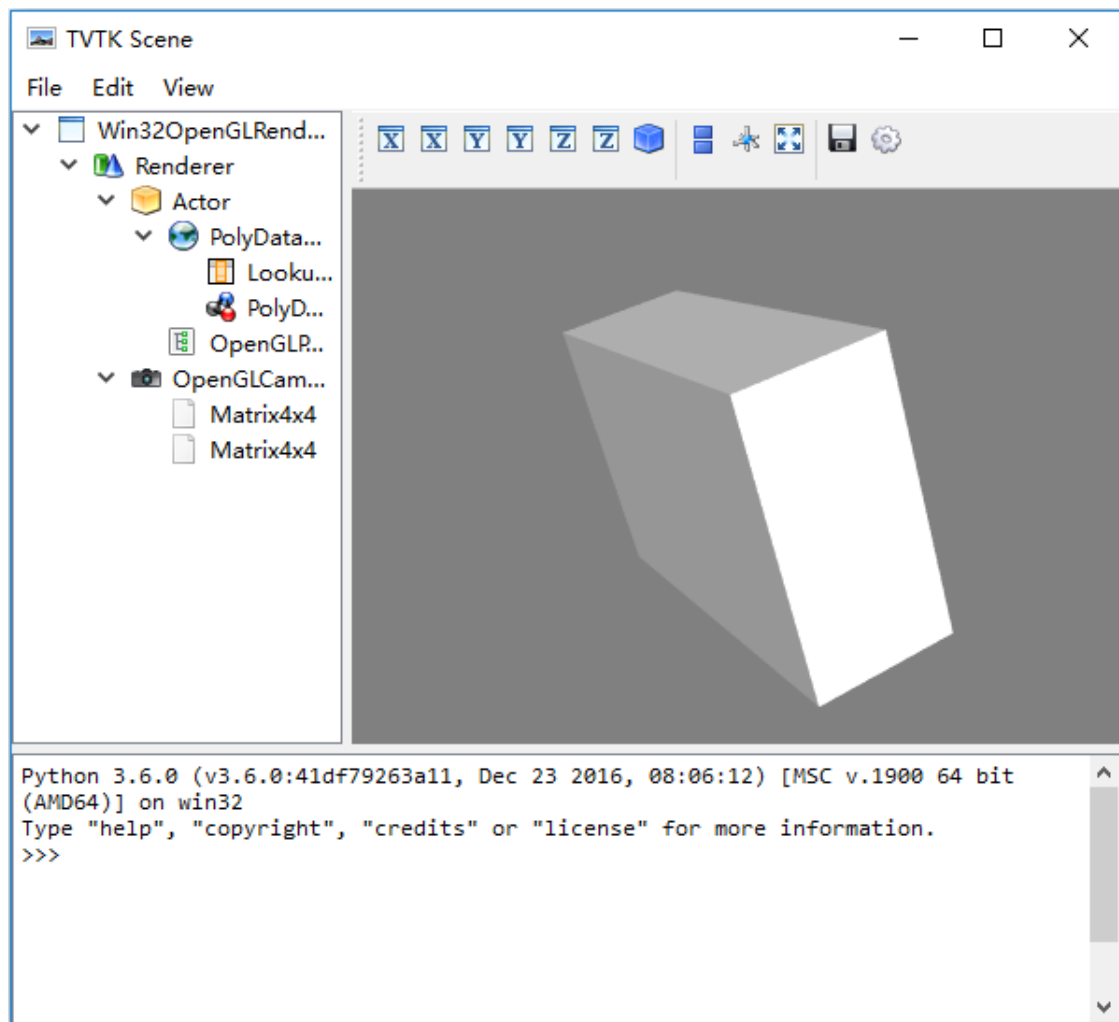 TVTK Scene
File Edit View
Win32OpenGLRend...
Renderer
Actor
PolyData...
Looku...
PolyD...
OpenGLP...
OpenGLCam...
Matrix4x4
Matrix4x4
X X Y Y Z Z
Python 3.6.0 (v3.6.0:41df79263a11, Dec 23 2016, 08:06:12) [MSC v.1900 64 bit
(AMD64)] on win32
Type "help", "copyright", "credits" or "license" for more information.
>>>